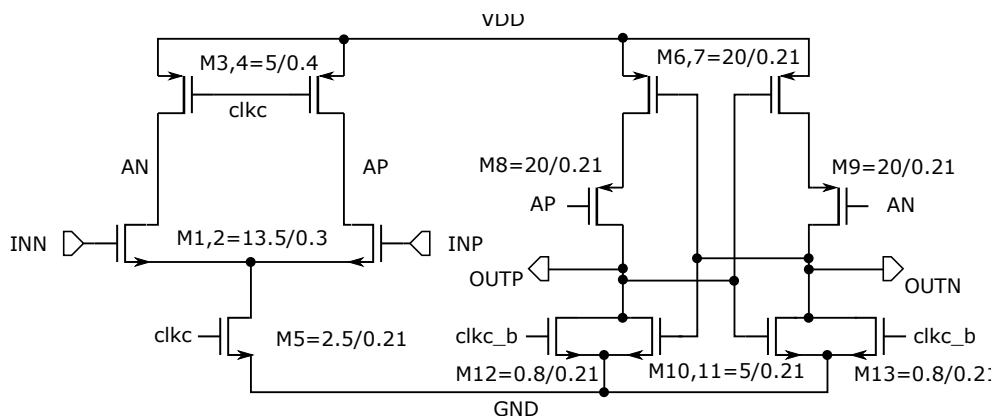 VDD
M3,4=5/0.4
M6,7=20/0.21
clkc
AN
AP
M8=20/0.21
M9=20/0.21
AP
AN
INN
M1,2=13.5/0.3
INP
OUTP
OUTN
clkc
M5=2.5/0.21
clkc_b
clkc_b
M12=0.8/0.21
M10,11=5/0.21
M13=0.8/0.21
GND